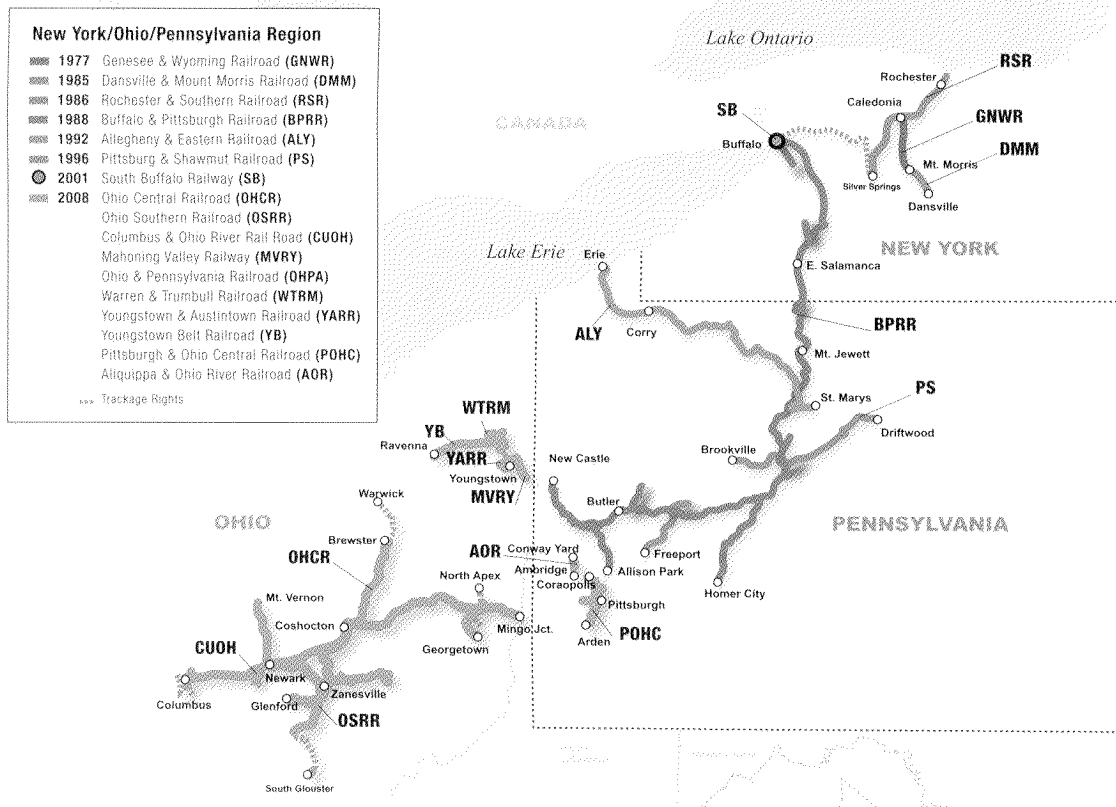 New York/Ohio/Pennsylvania Region
1977 Genesee & Wyoming Railroad (GNWR)
1985 Dansville & Mount Morris Railroad (DMM)
1986 Rochester & Southern Railroad (RSR)
1988 Buffalo & Pittsburgh Railroad (BPRR)
1992 Allegheny & Eastern Railroad (ALY)
1996 Pittsburg & Shawmut Railroad (PS)
2001 South Buffalo Railway (SB)
2008 Ohio Central Railroad (OHCR)
Ohio Southern Railroad (OSRR)
Columbus & Ohio River Rail Road (CUOH)
Mahoning Valley Railway (MVRY)
Ohio & Pennsylvania Railroad (OHPA)
Warren & Trumbull Railroad (WTRM)
Youngstown & Austintown Railroad (YARR)
Youngstown Belt Railroad (YB)
Pittsburgh & Ohio Central Railroad (POHC)
Aliquippa & Ohio River Railroad (AOR)
Trackage Rights
Lake Ontario
RSR
Rochester
Caledonia
SB
CANADA
GNWR
Buffalo
DMM
Mt. Morris
Silver Springs
Dansville
NEW YORK
Lake Erie
Erie
E. Salamanca
BPRR
ALY
Corry
Mt. Jewett
PS
St. Marys
WTRM
Driftwood
YB
Ravenna
Brookville
YARR
New Castle
Youngstown
MVRY
Warwick
Butler
OHIO
PENNSYLVANIA
Brewster
OHCR
AOR
Conway Yard
Freeport
Ambridge
Allison Park
North Apex
Coraopolis
Homer City
Mt. Vernon
Pittsburgh
Coshocton
Mingo Jct.
Arden
POHC
Georgetown
CUOH
Newark
Zanesville
Columbus
Glenford
OSRR
South Glouster